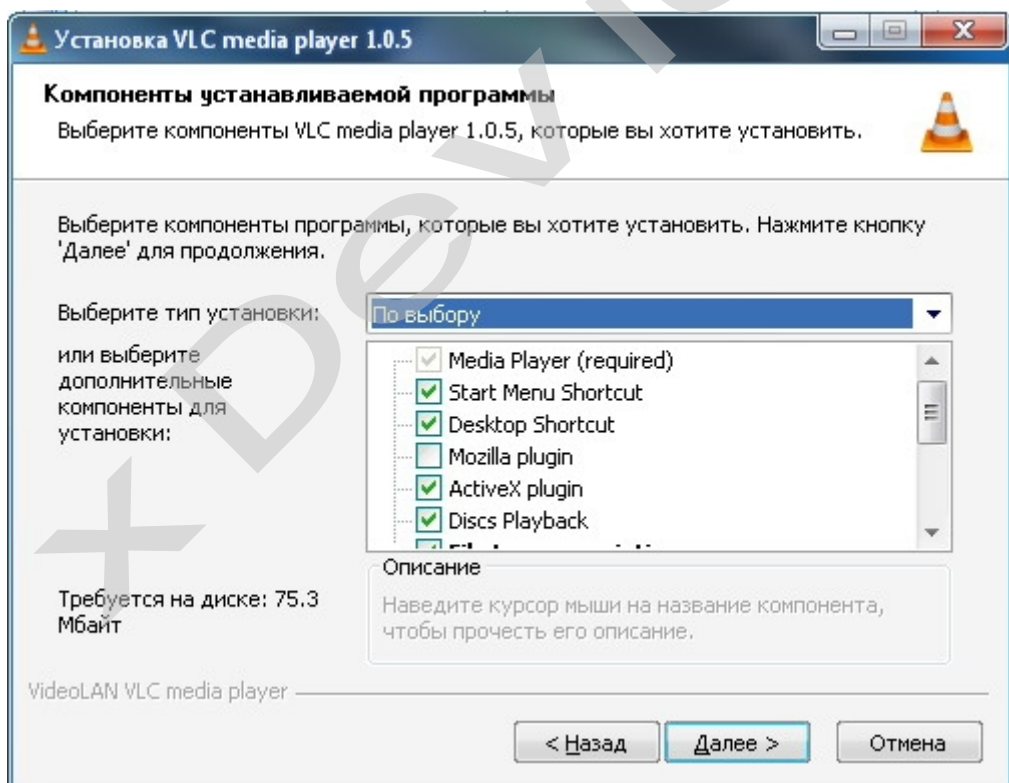 Установка VLC media player 1.0.5
Компоненты устанавливаемой программы
Выберите компоненты VLC media player 1.0.5, которые вы хотите установить.
Выберите компоненты программы, которые вы хотите установить. Нажмите кнопку
'Далее' для продолжения.
Выберите тип установки:
По выбору
или выберите
дополнительные
компоненты для
установки:
Media Player (required)
Start Menu Shortcut
Desktop Shortcut
Mozilla plugin
ActiveX plugin
Discs Playback
Описание
Наведите курсор мыши на название компонента,
чтобы прочесть его описание.
Требуется на диске: 75.3
Мбайт
VideoLAN VLC media player
< Назад
Далее >
Отмена